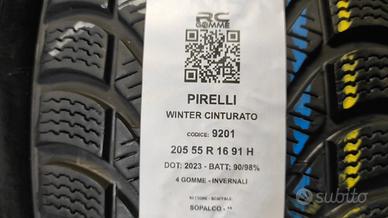 RC
GOMME
PIRELLI
WINTER CINTURATO
CODICE: 9201
205 55 R 16 91 H
DOT: 2023 - BATT: 90/98%
4 GOMME - INVERNALI
SOPALCO - **
subito